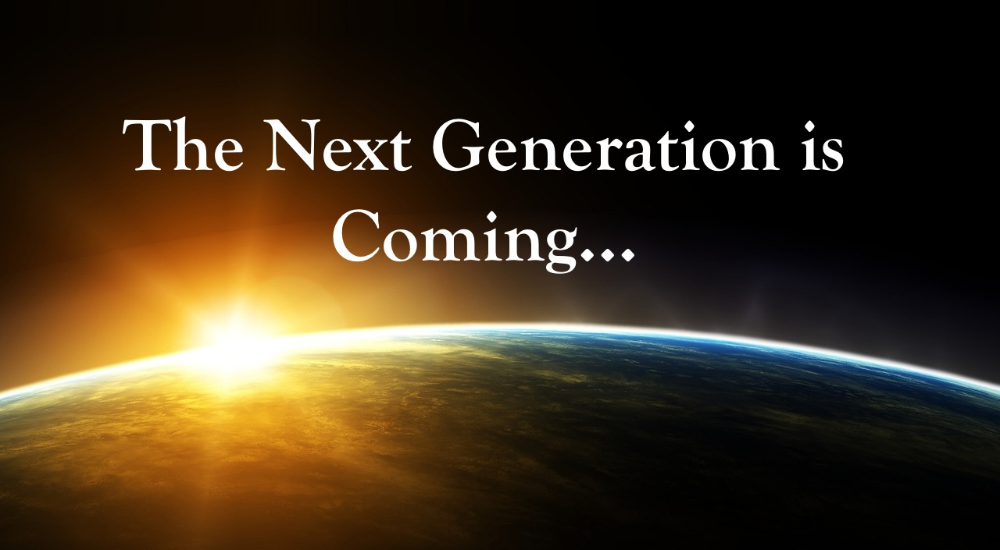 The Next Generation is
Coming...